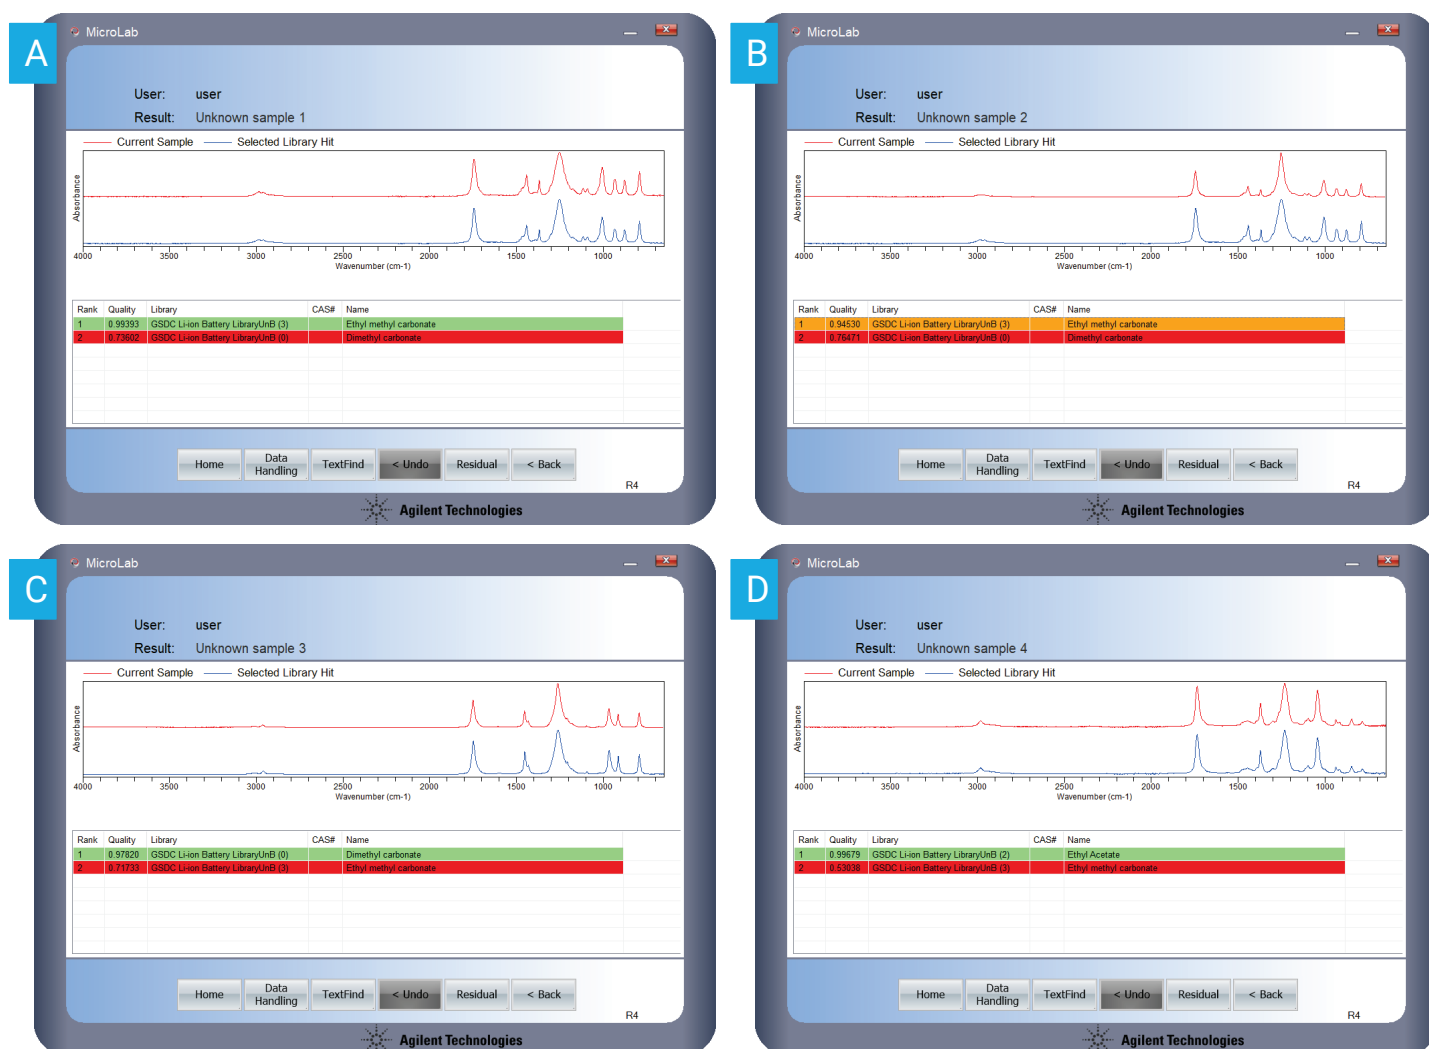 A
MicroLab
User: user
Result: Unknown sample 1
Current Sample Selected Library Hit
Absorbance
4000 3500 3000 2500 2000 1500 1000
Wavenumber (cm-1)
Rank Quality Library CAS# Name
1 0.99393 GSDC Li-ion Battery LibraryUnB (3) Ethyl methyl carbonate
2 0.73602 GSDC Li-ion Battery LibraryUnB (0) Dimethyl carbonate
Home Data Handling TextFind < Undo Residual < Back
R4
Agilent Technologies
B
MicroLab
User: user
Result: Unknown sample 2
Current Sample Selected Library Hit
Absorbance
4000 3500 3000 2500 2000 1500 1000
Wavenumber (cm-1)
Rank Quality Library CAS# Name
1 0.94530 GSDC Li-ion Battery LibraryUnB (3) Ethyl methyl carbonate
2 0.76471 GSDC Li-ion Battery LibraryUnB (0) Dimethyl carbonate
Home Data Handling TextFind < Undo Residual < Back
R4
Agilent Technologies
C
MicroLab
User: user
Result: Unknown sample 3
Current Sample Selected Library Hit
Absorbance
4000 3500 3000 2500 2000 1500 1000
Wavenumber (cm-1)
Rank Quality Library CAS# Name
1 0.97820 GSDC Li-ion Battery LibraryUnB (0) Dimethyl carbonate
2 0.71733 GSDC Li-ion Battery LibraryUnB (3) Ethyl methyl carbonate
Home Data Handling TextFind < Undo Residual < Back
R4
Agilent Technologies
D
MicroLab
User: user
Result: Unknown sample 4
Current Sample Selected Library Hit
Absorbance
4000 3500 3000 2500 2000 1500 1000
Wavenumber (cm-1)
Rank Quality Library CAS# Name
1 0.99679 GSDC Li-ion Battery LibraryUnB (2) Ethyl Acetate
2 0.53038 GSDC Li-ion Battery LibraryUnB (3) Ethyl methyl carbonate
Home Data Handling TextFind < Undo Residual < Back
R4
Agilent Technologies